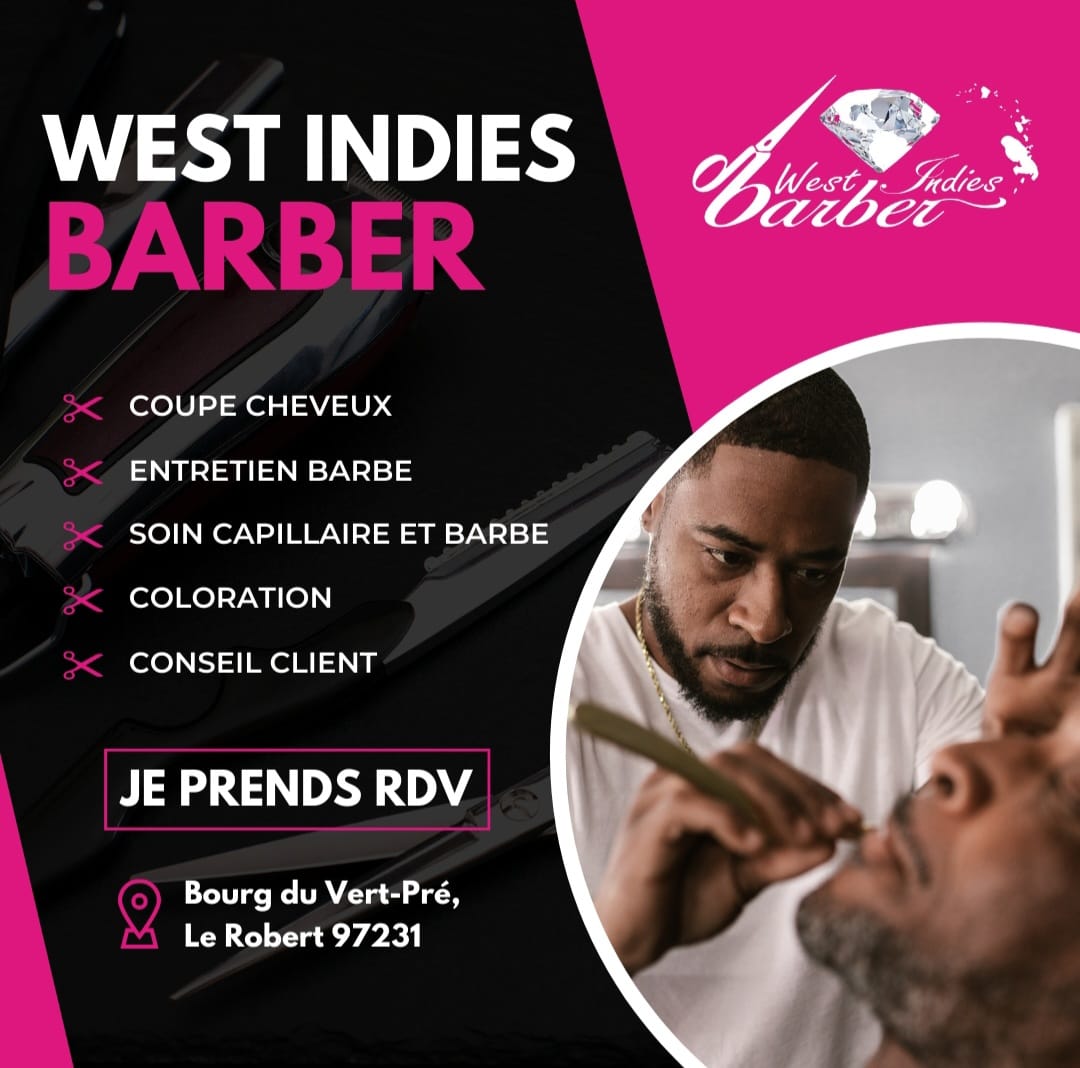 WEST INDIES
BARBER
West Indies
Barber
COUPE CHEVEUX
ENTRETIEN BARBE
SOIN CAPILLAIRE ET BARBE
COLORATION
CONSEIL CLIENT
JE PRENDS RDV
Bourg du Vert-Pré,
Le Robert 97231